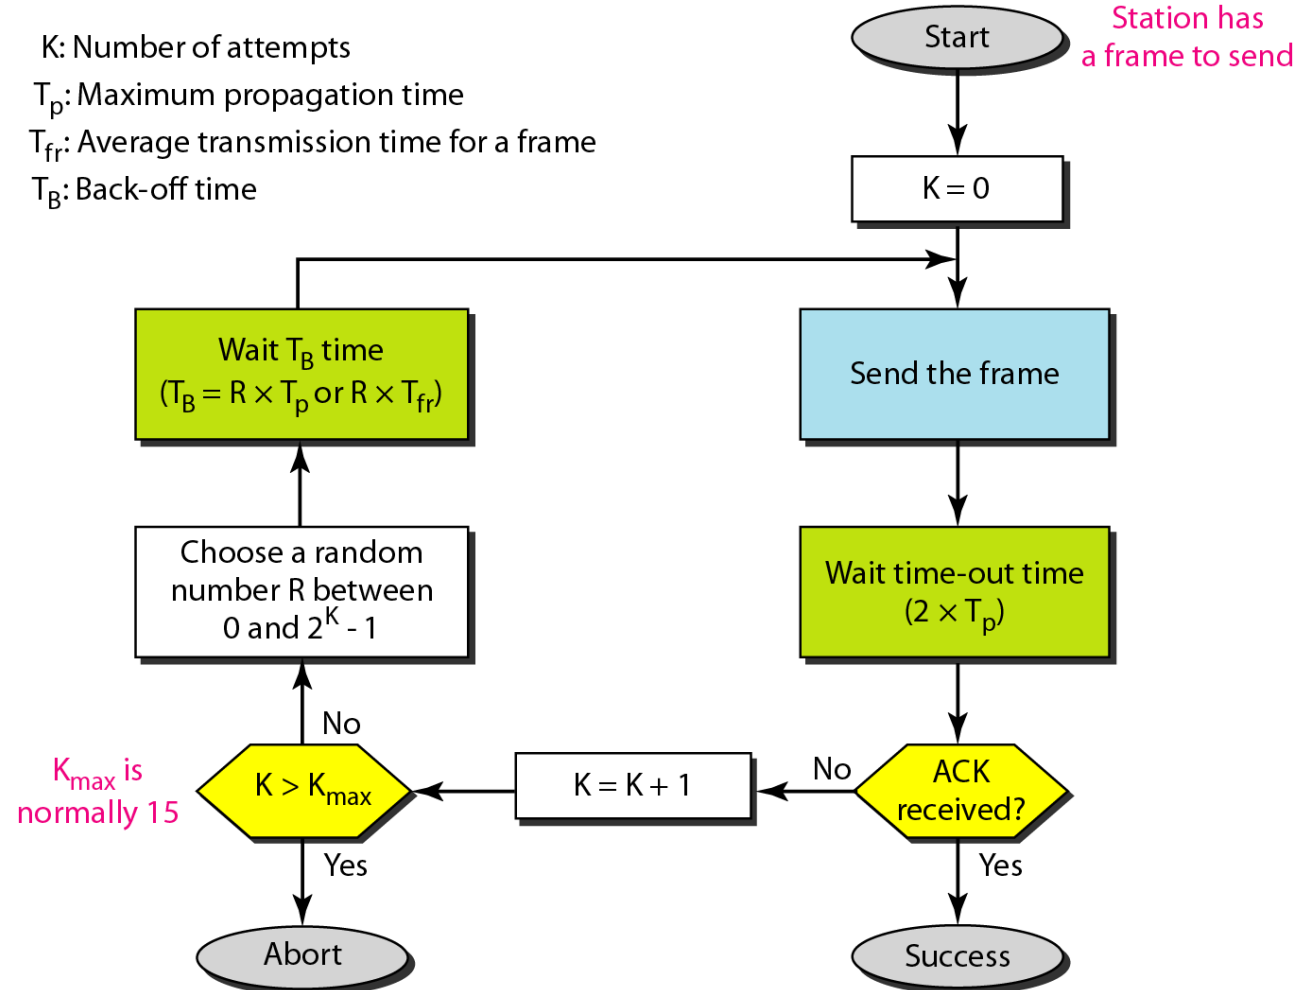 K: Number of attempts
Tp: Maximum propagation time
Tfr: Average transmission time for a frame
TB: Back-off time
Start
Station has
a frame to send
K = 0
Wait TB time
(TB = R × Tp or R × Tfr)
Send the frame
Choose a random
number R between
0 and 2^K - 1
Wait time-out time
(2 × Tp)
No
Kmax is
normally 15
K > Kmax
K = K + 1
No
ACK
received?
Yes
Yes
Abort
Success